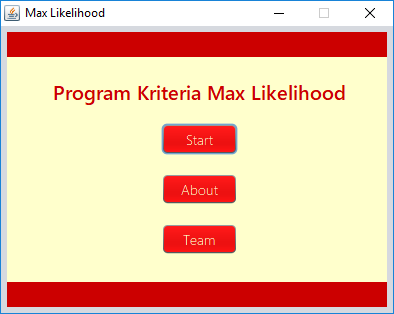 Max Likelihood
Program Kriteria Max Likelihood
Start
About
Team